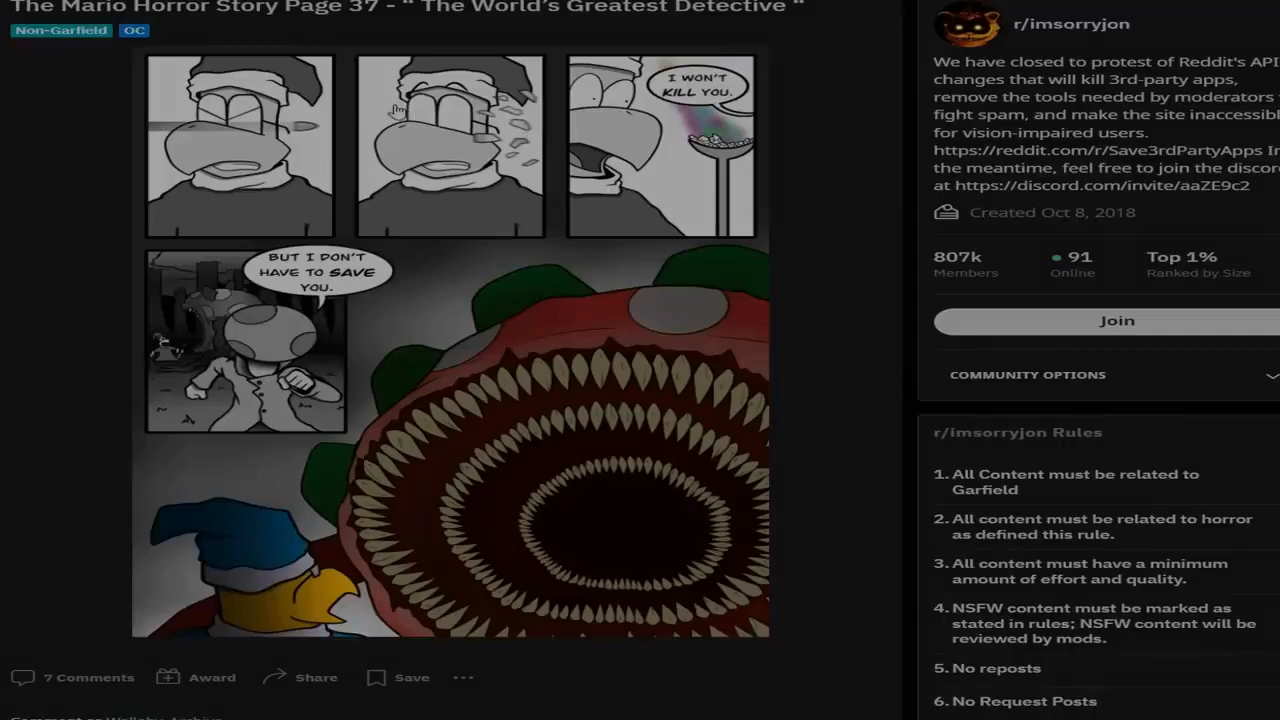 The Mario Horror Story Page 37 - " The World's Greatest Detective "
Non-Garfield OC
I WON'T
KILL YOU.
BUT I DON'T
HAVE TO SAVE
YOU.
7 Comments Award Share Save ...
r/imsorryjon
We have closed to protest of Reddit's API
changes that will kill 3rd-party apps,
remove the tools needed by moderators
fight spam, and make the site inaccessib
for vision-impaired users.
https://reddit.com/r/Save3rdPartyApps In
the meantime, feel free to join the discor
at https://discord.com/invite/aaZE9c2
Created Oct 8, 2018
807k 91 Top 1%
Members Online Ranked by Size
Join
COMMUNITY OPTIONS
r/imsorryjon Rules
1. All Content must be related to
Garfield
2. All content must be related to horror
as defined this rule.
3. All content must have a minimum
amount of effort and quality.
4. NSFW content must be marked as
stated in rules; NSFW content will be
reviewed by mods.
5. No reposts
6. No Request Posts